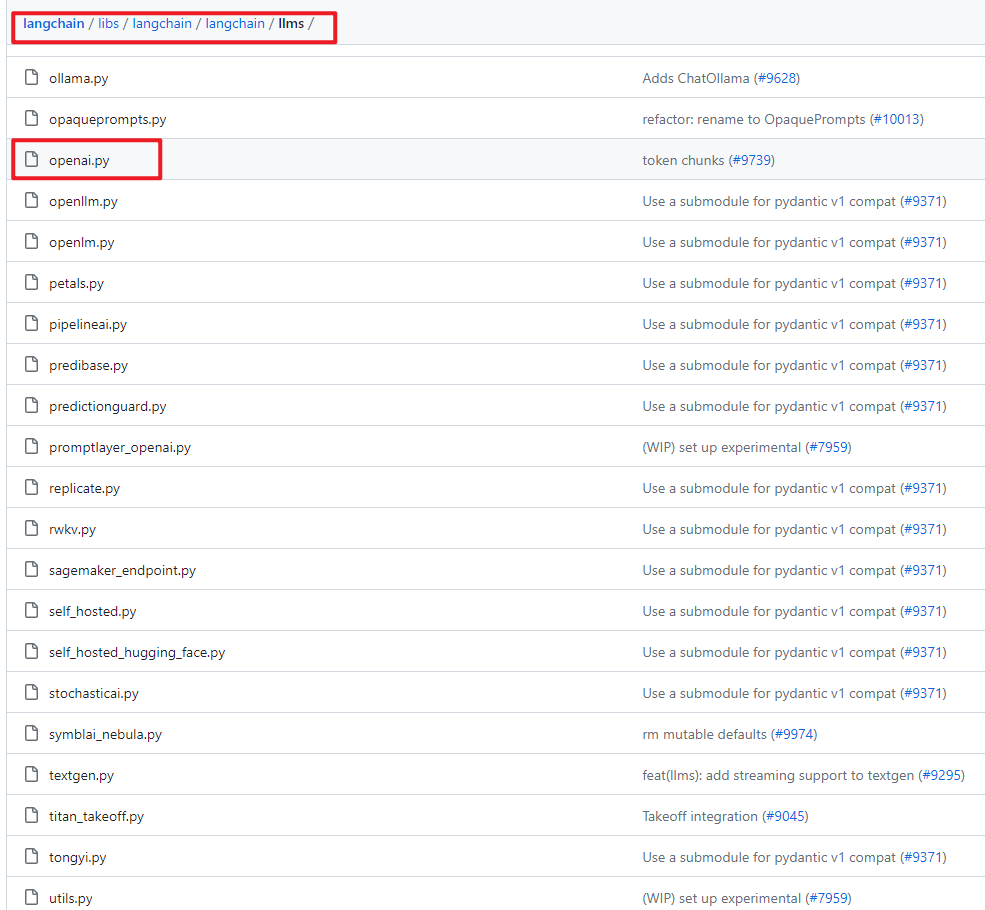 langchain / libs / langchain / langchain / llms /
ollama.py Adds ChatOllama (#9628)
opaqueprompts.py refactor: rename to OpaquePrompts (#10013)
openai.py token chunks (#9739)
openllm.py Use a submodule for pydantic v1 compat (#9371)
openlm.py Use a submodule for pydantic v1 compat (#9371)
petals.py Use a submodule for pydantic v1 compat (#9371)
pipelineai.py Use a submodule for pydantic v1 compat (#9371)
predibase.py Use a submodule for pydantic v1 compat (#9371)
predictionguard.py Use a submodule for pydantic v1 compat (#9371)
promptlayer_openai.py (WIP) set up experimental (#7959)
replicate.py Use a submodule for pydantic v1 compat (#9371)
rwkv.py Use a submodule for pydantic v1 compat (#9371)
sagemaker_endpoint.py Use a submodule for pydantic v1 compat (#9371)
self_hosted.py Use a submodule for pydantic v1 compat (#9371)
self_hosted_hugging_face.py Use a submodule for pydantic v1 compat (#9371)
stochasticai.py Use a submodule for pydantic v1 compat (#9371)
symblai_nebula.py rm mutable defaults (#9974)
textgen.py feat(llms): add streaming support to textgen (#9295)
titan_takeoff.py Takeoff integration (#9045)
tongyi.py Use a submodule for pydantic v1 compat (#9371)
utils.py (WIP) set up experimental (#7959)